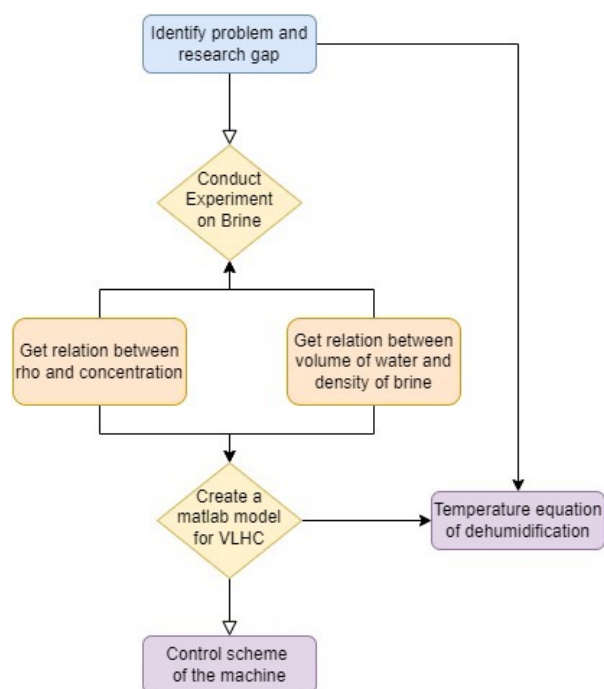 Identify problem and
research gap
Conduct
Experiment
on Brine
Get relation between
rho and concentration
Get relation between
volume of water and
density of brine
Create a
matlab model
for VLHC
Temperature equation
of dehumidification
Control scheme
of the machine